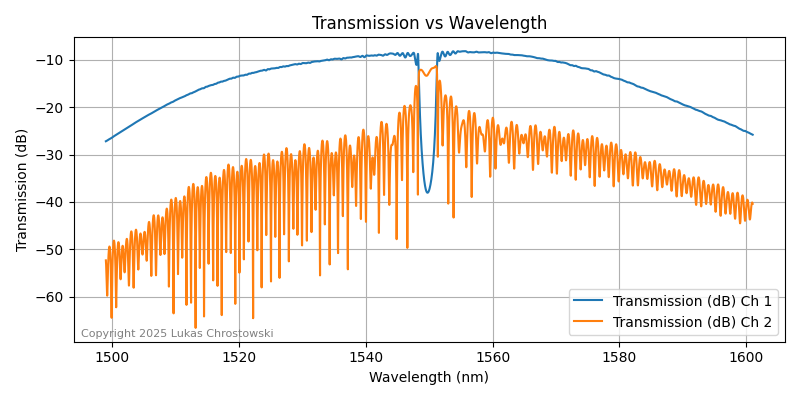 Transmission vs Wavelength
Transmission (dB)
−10
−20
−30
−40
−50
−60
Transmission (dB) Ch 1
Transmission (dB) Ch 2
Copyright 2025 Lukas Chrostowski
1500
1520
1540
1560
1580
1600
Wavelength (nm)